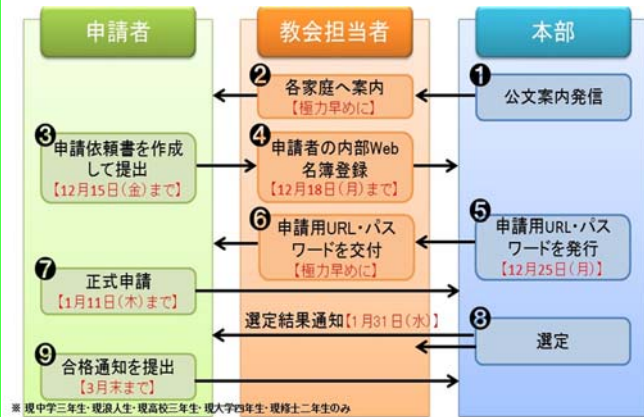 申請者
教会担当者
本部
❶
公文案内発信
❷
各家庭へ案内
【極力早めに】
❸
申請依頼書を作成
して提出
【12月15日(金)まで】
❹
申請者の内部Web
名簿登録
【12月18日(月)まで】
❺
申請用URL・パス
ワードを発行
【12月25日(月)】
❻
申請用URL・パス
ワードを交付
【極力早めに】
❼
正式申請
【1月11日(木)まで】
❽
選定
選定結果通知【1月31日(水)】
❾
合格通知を提出
【3月末まで】
※ 現中学三年生・現浪人生・現高校三年生・現大学四年生・現修士二年生のみ